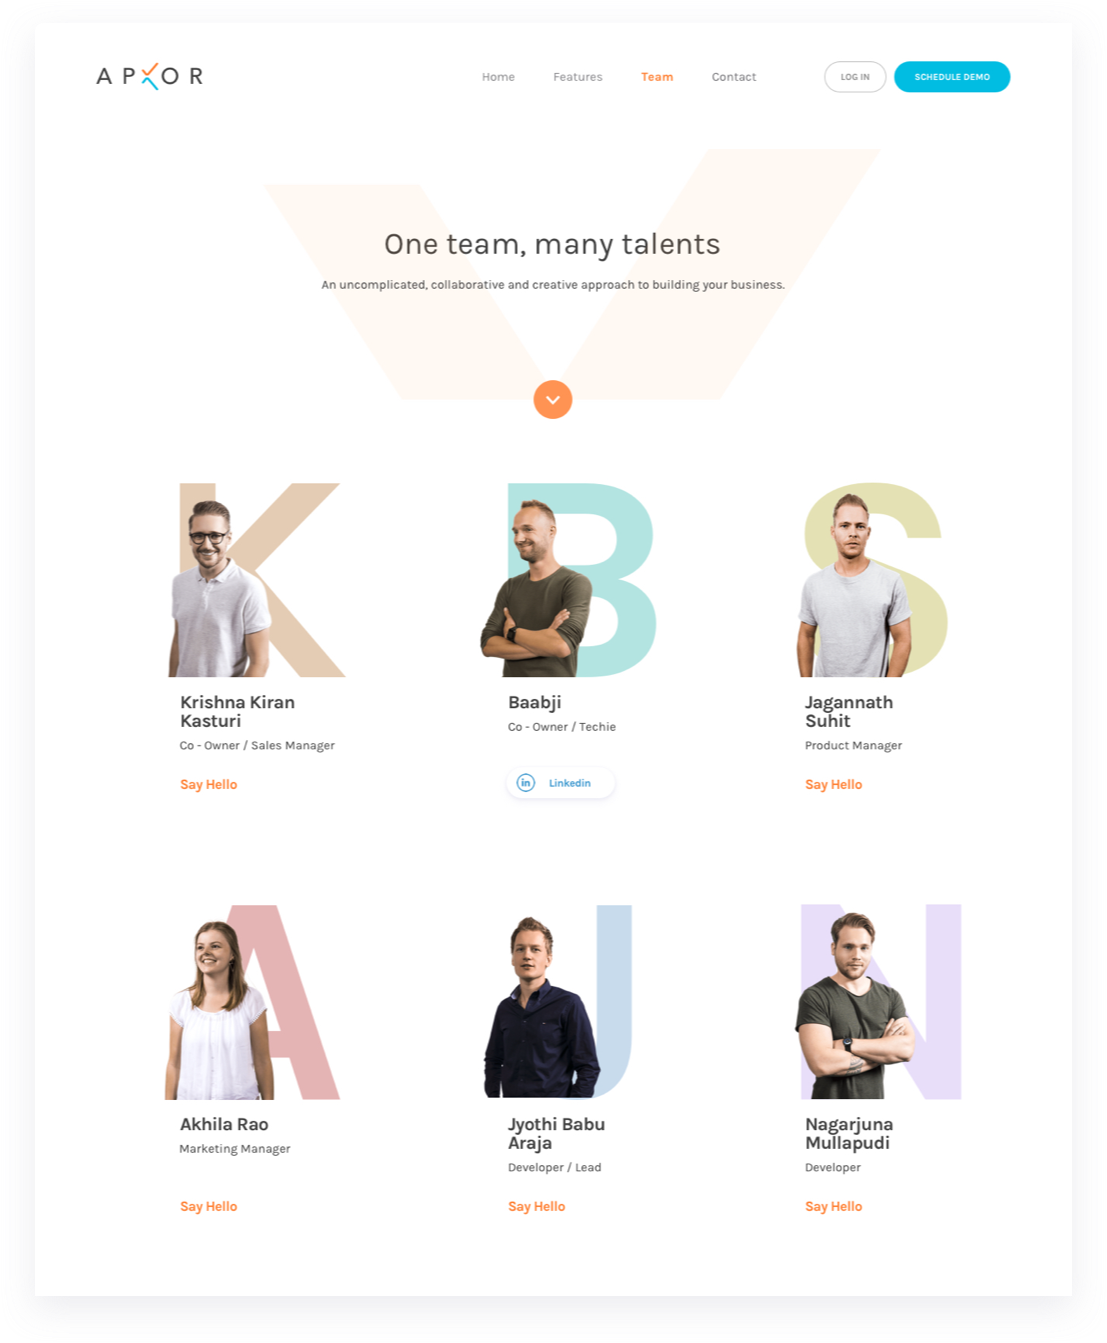 APXOR
Home Features Team Contact LOG IN SCHEDULE DEMO
One team, many talents
An uncomplicated, collaborative and creative approach to building your business.
K B S
Krishna Kiran
Kasturi
Co - Owner / Sales Manager
Say Hello
Baabji
Co - Owner / Techie
in Linkedin
Jagannath
Suhit
Product Manager
Say Hello
A J N
Akhila Rao
Marketing Manager
Say Hello
Jyothi Babu
Araja
Developer / Lead
Say Hello
Nagarjuna
Mullapudi
Developer
Say Hello